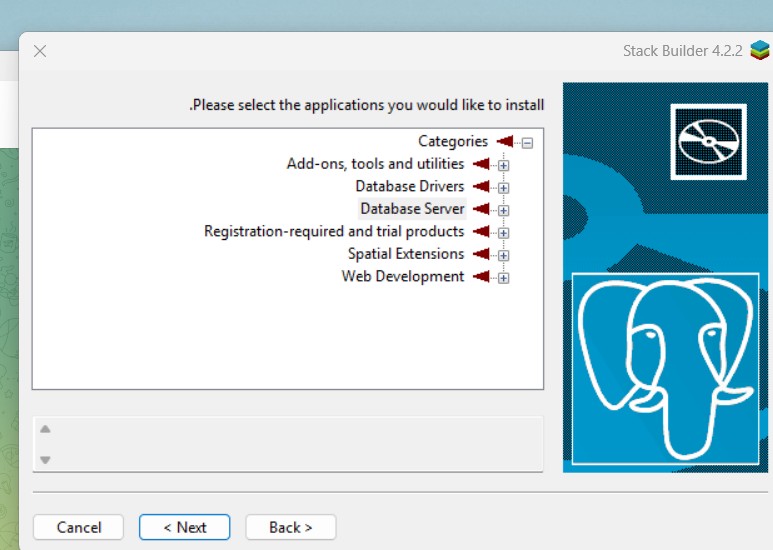 Stack Builder 4.2.2
.Please select the applications you would like to install
Categories
Add-ons, tools and utilities
Database Drivers
Database Server
Registration-required and trial products
Spatial Extensions
Web Development
Cancel
< Next
Back >